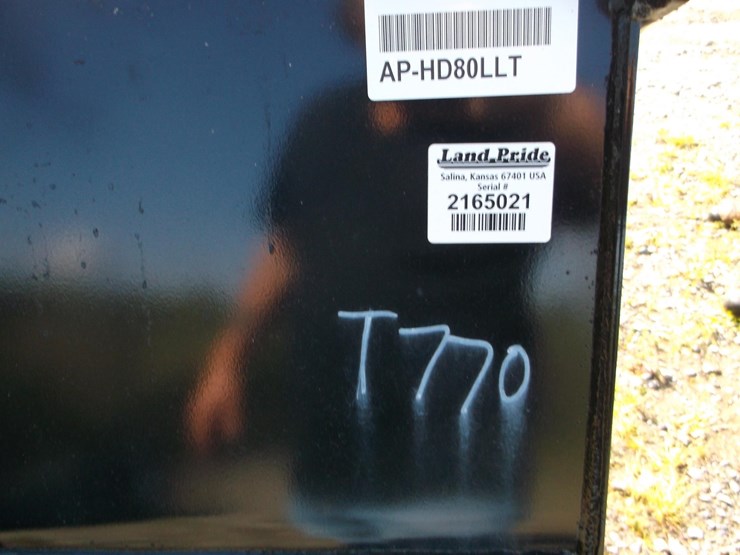 AP-HD80LLT
Land Pride
Salina, Kansas 67401 USA
Serial #
2165021
T770